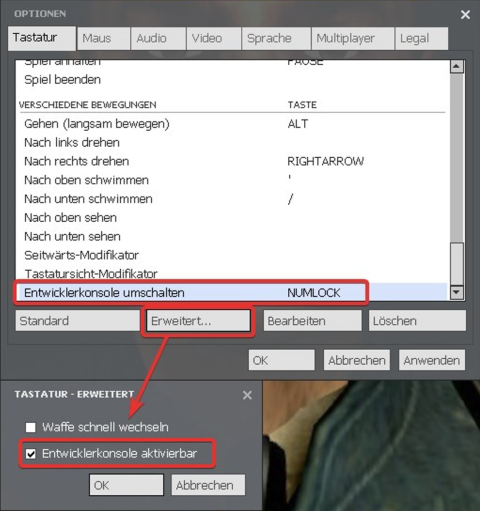 OPTIONEN
Tastatur Maus Audio Video Sprache Multiplayer Legal
Spiel anhalten PAUSE
Spiel beenden
VERSCHIEDENE BEWEGUNGEN TASTE
Gehen (langsam bewegen) ALT
Nach links drehen
Nach rechts drehen RIGHTARROW
Nach oben schwimmen '
Nach unten schwimmen /
Nach oben sehen
Nach unten sehen
Seitwärts-Modifikator
Tastatursicht-Modifikator
Entwicklerkonsole umschalten NUMLOCK
Standard Erweitert... Bearbeiten Löschen
OK Abbrechen Anwenden
TASTATUR - ERWEITERT
Waffe schnell wechseln
Entwicklerkonsole aktivierbar
OK Abbrechen